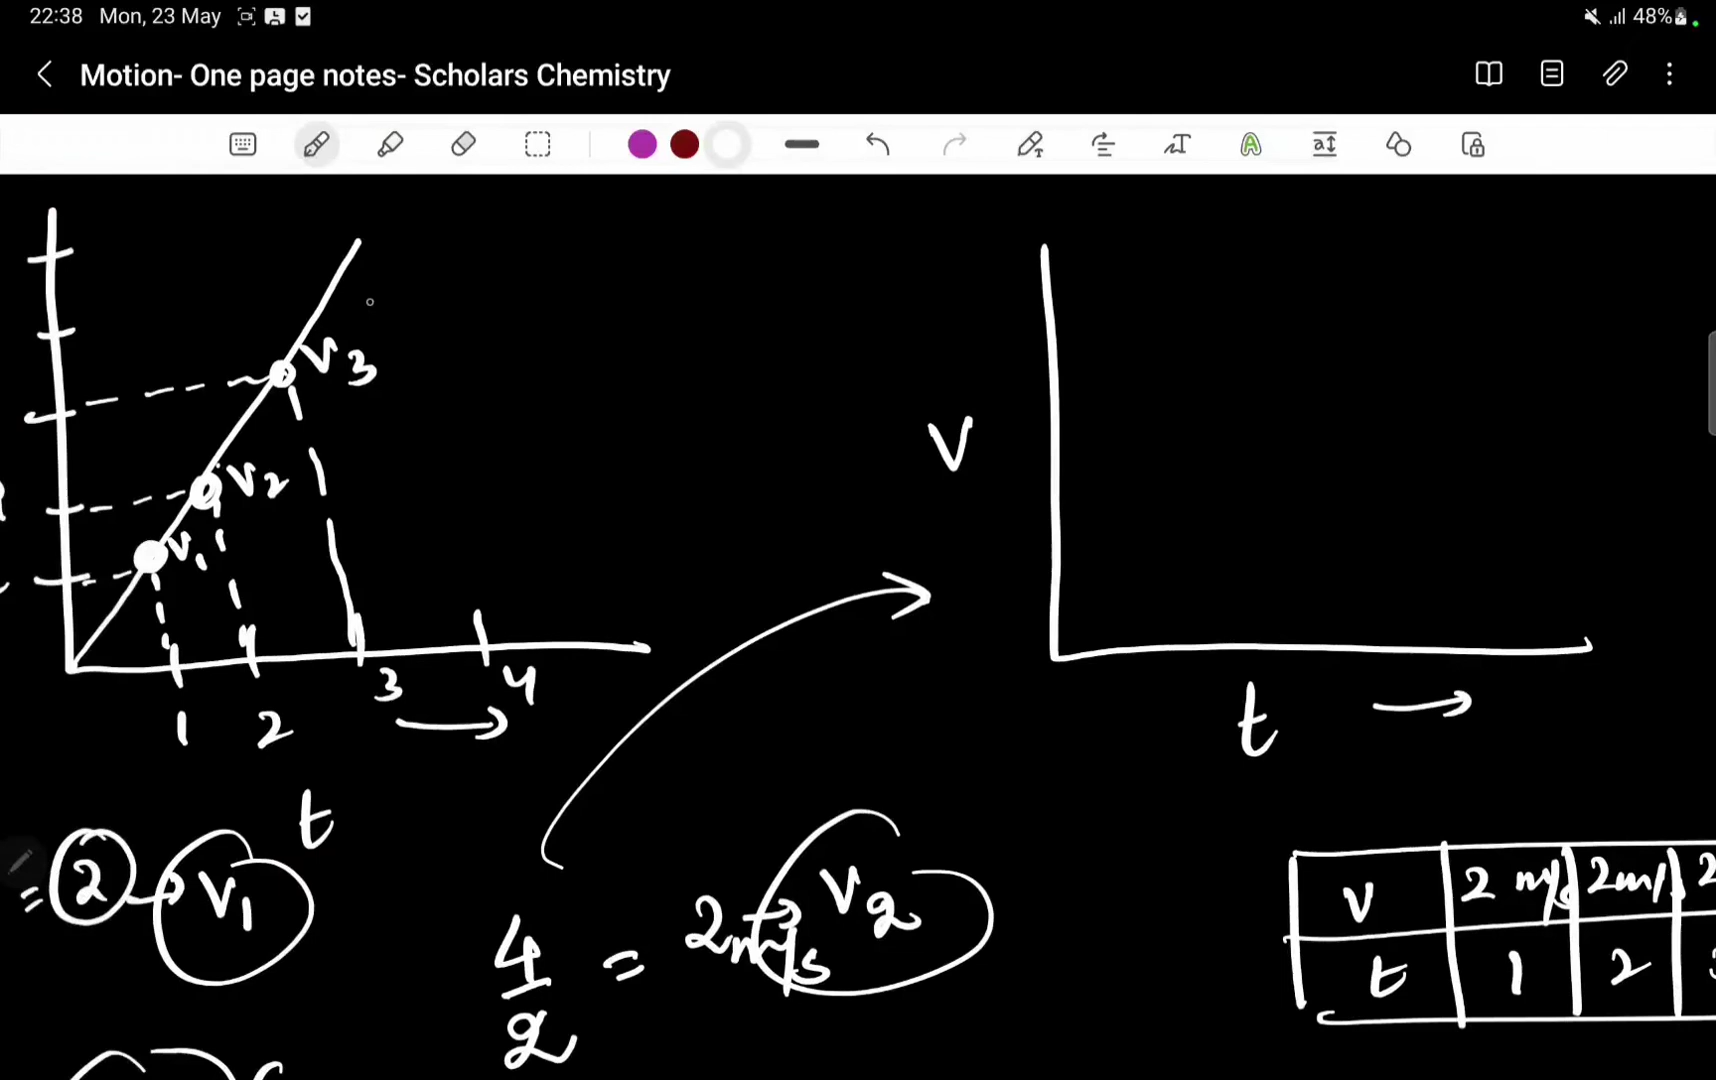 22:38 Mon, 23 May
48%
Motion- One page notes- Scholars Chemistry
V3
V2
V1
V
3
4
1
2
t
t
= 2 → V1
4/2 = 2m/s → V2
V 2 m/s 2m/s 2
t 1 2